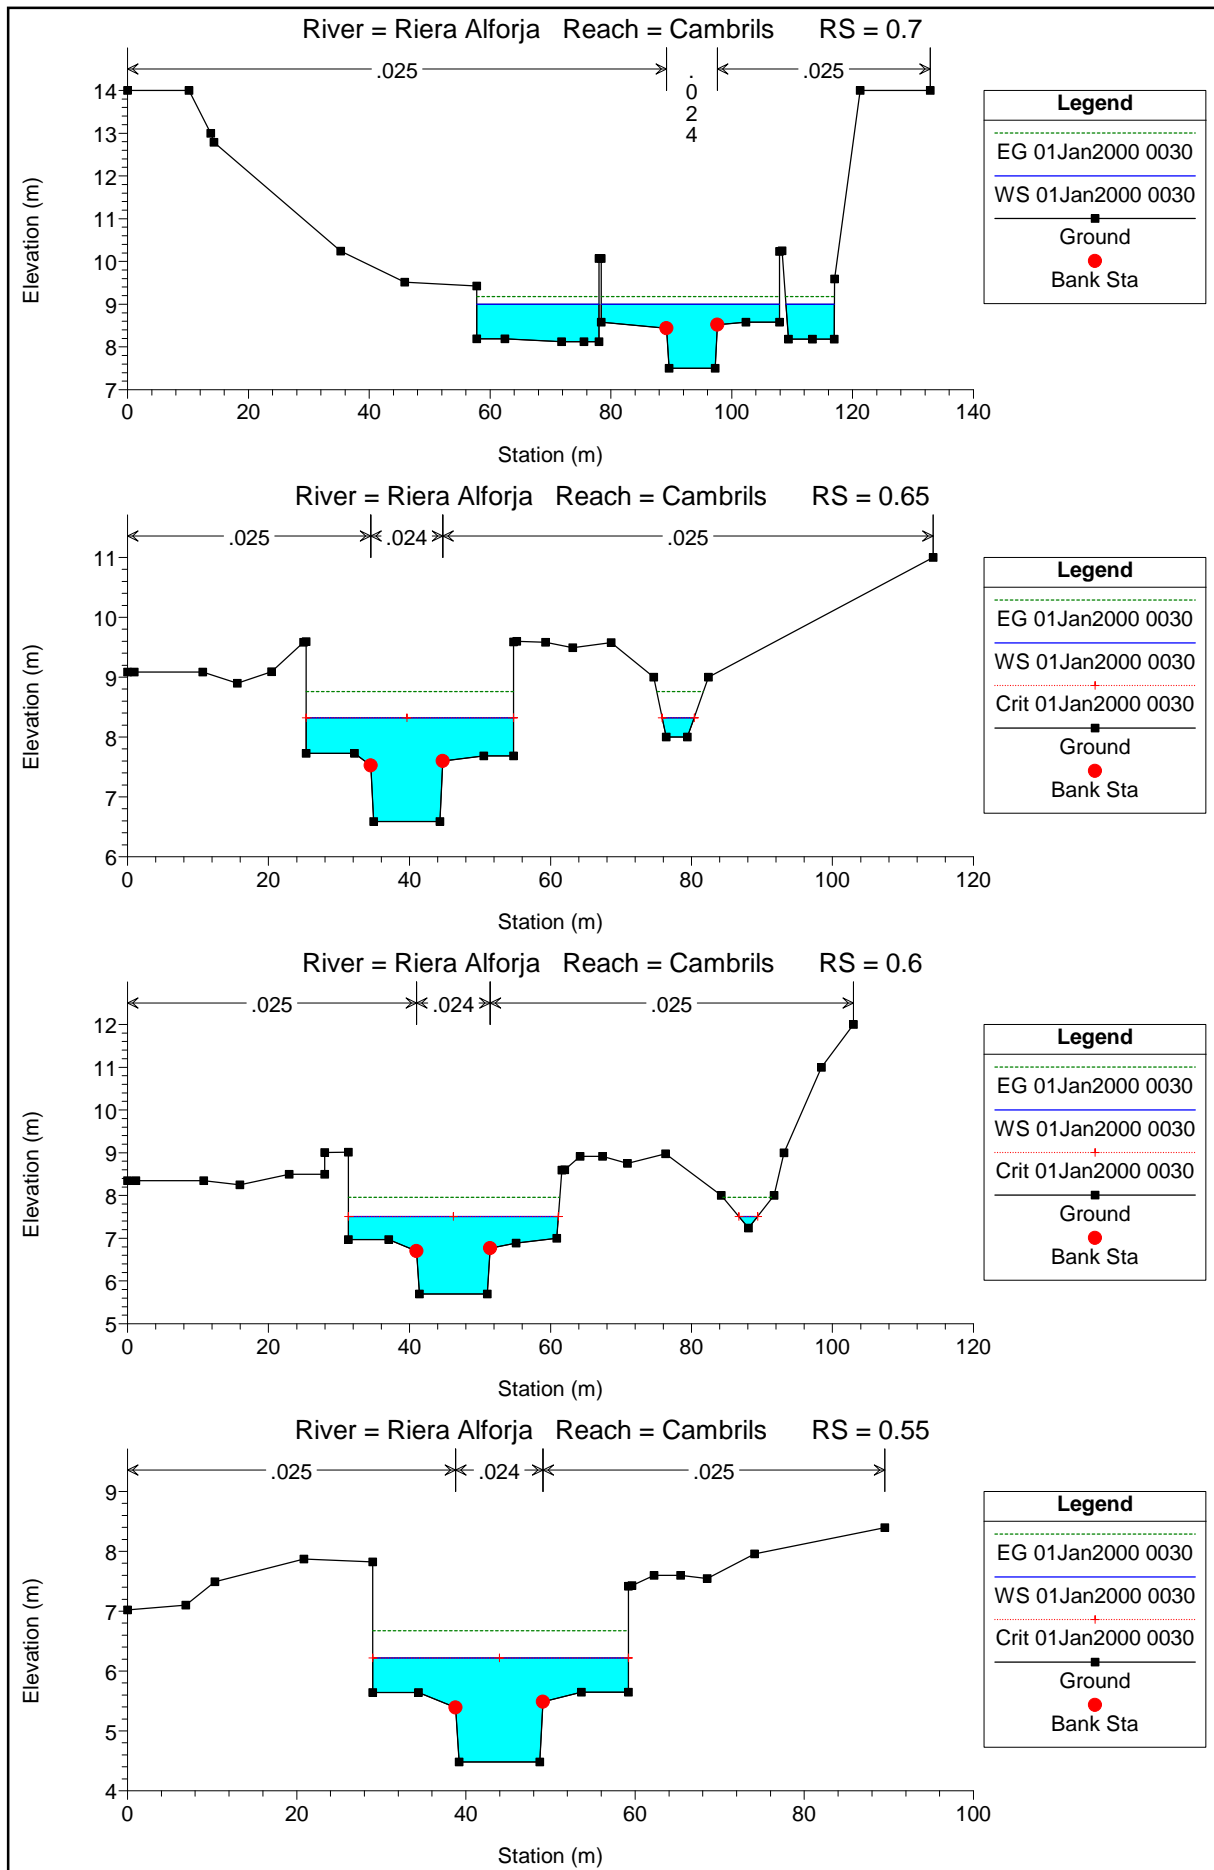 River = Riera Alforja   Reach = Cambrils      RS = 0.7
.025
.024
.025
14
13
12
11
10
9
8
7
Elevation (m)
0 20 40 60 80 100 120 140
Station (m)
Legend
EG 01Jan2000 0030
WS 01Jan2000 0030
Ground
Bank Sta
River = Riera Alforja   Reach = Cambrils      RS = 0.65
.025 .024 .025
11
10
9
8
7
6
Elevation (m)
0 20 40 60 80 100 120
Station (m)
Legend
EG 01Jan2000 0030
WS 01Jan2000 0030
Crit 01Jan2000 0030
Ground
Bank Sta
River = Riera Alforja   Reach = Cambrils      RS = 0.6
.025 .024 .025
12
11
10
9
8
7
6
5
Elevation (m)
0 20 40 60 80 100 120
Station (m)
Legend
EG 01Jan2000 0030
WS 01Jan2000 0030
Crit 01Jan2000 0030
Ground
Bank Sta
River = Riera Alforja   Reach = Cambrils      RS = 0.55
.025 .024 .025
9
8
7
6
5
4
Elevation (m)
0 20 40 60 80 100
Station (m)
Legend
EG 01Jan2000 0030
WS 01Jan2000 0030
Crit 01Jan2000 0030
Ground
Bank Sta